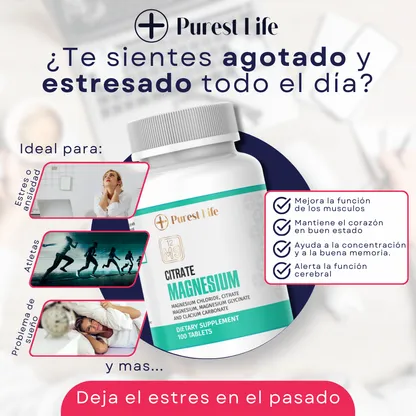 Purest Life
¿Te sientes agotado y
estresado todo el día?
Ideal para:
Estres o
ansiedad
Atletas
Problema de
sueño
y mas...
Purest Life
CITRATE
MAGNESIUM
MAGNESIUM CHLORIDE, CITRATE
MAGNESIUM, MAGNESIUM GLYCINATE
AND CLACIUM CARBONATE
DIETARY SUPPLEMENT
100 TABLETS
Mejora la función
de los musculos
Mantiene el corazón
en buen estado
Ayuda a la concentración
y a la buena memoria.
Alerta la función
cerebral
Deja el estres en el pasado